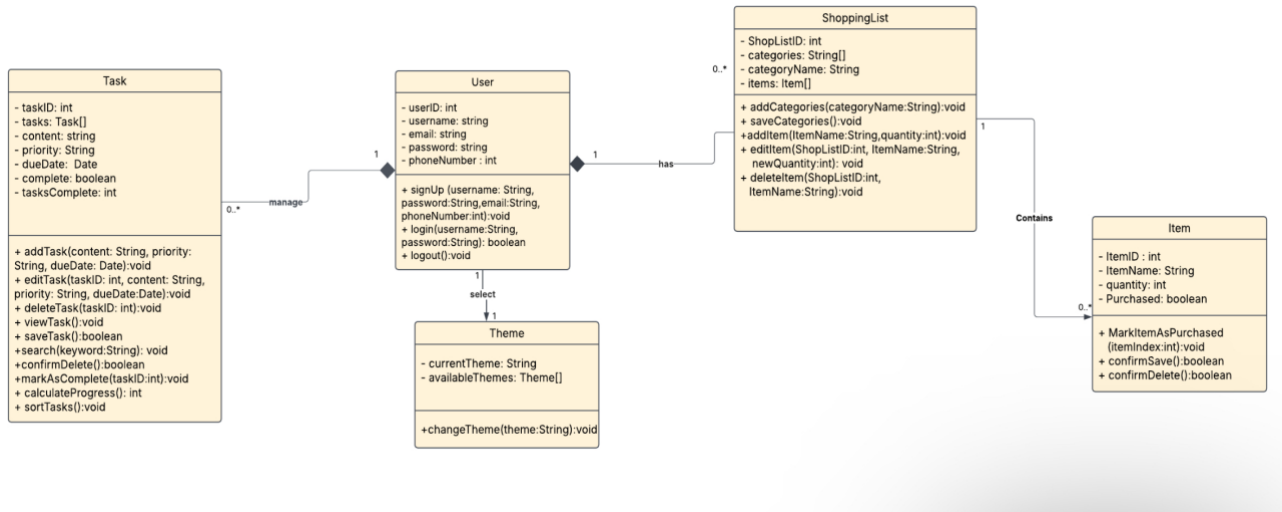 Task
- taskID: int
- tasks: Task[]
- content: string
- priority: String
- dueDate:  Date
- complete: boolean
- tasksComplete: int
+ addTask(content: String, priority:
String, dueDate: Date):void
+ editTask(taskID: int, content: String,
priority: String, dueDate:Date):void
+ deleteTask(taskID: int):void
+ viewTask():void
+ saveTask():boolean
+search(keyword:String): void
+confirmDelete():boolean
+markAsComplete(taskID:int):void
+ calculateProgress(): int
+ sortTasks():void
0..*
manage
1
User
- userID: int
- username: string
- email: string
- password: string
- phoneNumber : int
+ signUp (username: String,
password:String,email:String,
phoneNumber:int):void
+ login(username:String,
password:String): boolean
+ logout():void
1
select
1
Theme
- currentTheme: String
- availableThemes: Theme[]
+changeTheme(theme:String):void
1
has
0..*
ShoppingList
- ShopListID: int
- categories: String[]
- categoryName: String
- items: Item[]
+ addCategories(categoryName:String):void
+ saveCategories():void
+addItem(ItemName:String,quantity:int):void
+ editItem(ShopListID:int, ItemName:String,
newQuantity:int): void
+ deleteItem(ShopListID:int,
ItemName:String):void
1
Contains
0..*
Item
- ItemID : int
- ItemName: String
- quantity: int
- Purchased: boolean
+ MarkItemAsPurchased
(itemIndex:int):void
+ confirmSave():boolean
+ confirmDelete():boolean